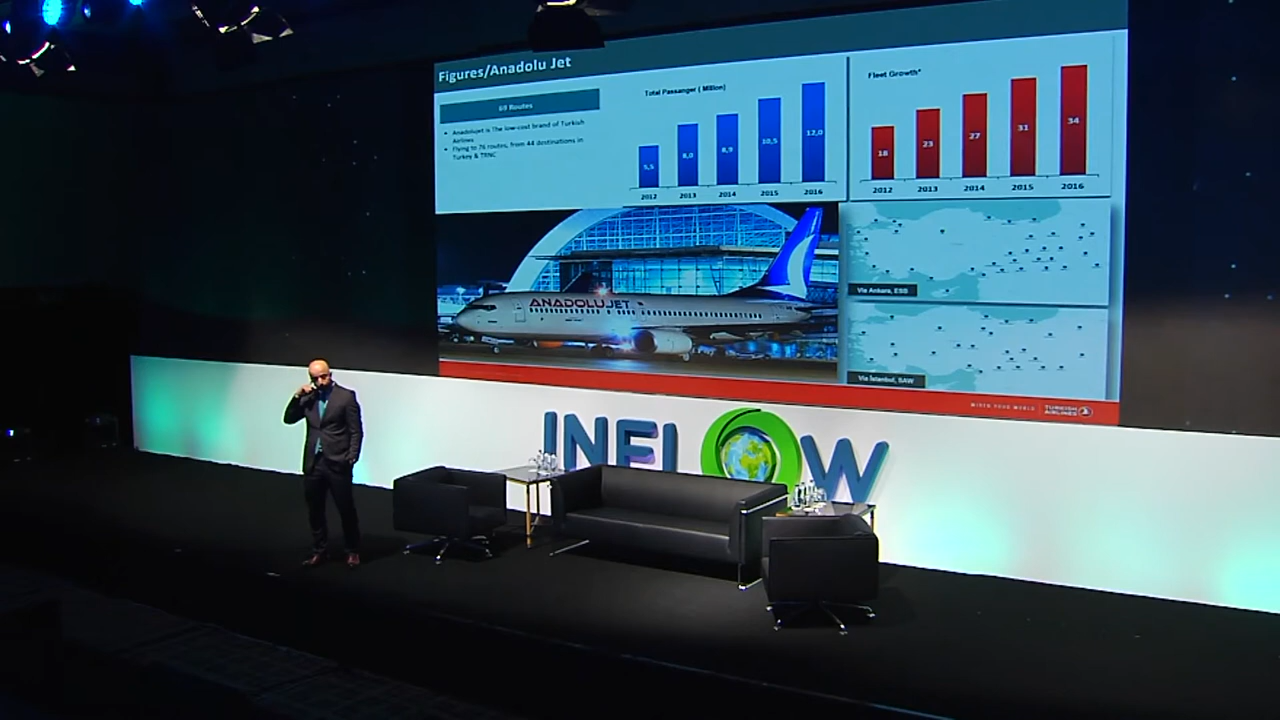 Figures/Anadolu Jet
Routes
• Anadolujet is The low-cost brand of Turkish
Airlines
• Flying to 76 routes, from 44 destinations in
Turkey & TRNC
Total Passanger ( Million)
5,5
8,0
8,9
10,5
12,0
2012
2013
2014
2015
2016
Fleet Growth*
18
23
27
31
34
2012
2013
2014
2015
2016
ANADOLUJET
Via Ankara, ESB
Via İstanbul, SAW
WIDEN YOUR WORLD
TURKISH
AIRLINES
INFLOW